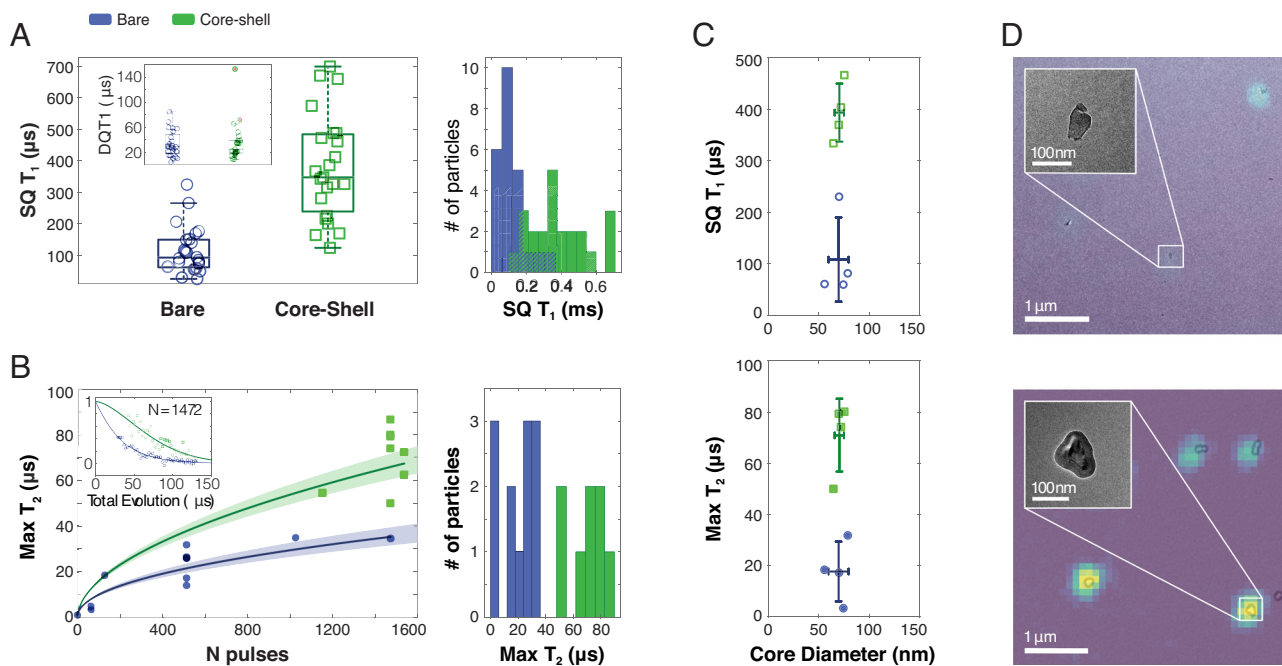 Bare Core-shell
A
SQ T1 (µs)
700
600
500
400
300
200
100
DQT1 ( µs)
140
100
60
20
Bare Core-Shell
# of particles
10
8
6
4
2
0
0 0.2 0.4 0.6
SQ T1 (ms)
B
Max T2 (µs)
100
80
60
40
20
0
1
0
N = 1472
0 50 100 150
Total Evolution ( µs)
0 400 800 1200 1600
N pulses
# of particles
4
3
2
1
0
0 20 40 60 80
Max T2 (µs)
C
SQ T1 (µs)
500
400
300
200
100
0
0 50 100 150
Max T2 (µs)
100
80
60
40
20
0
0 50 100 150
Core Diameter (nm)
D
100nm
1 µm
100nm
1 µm